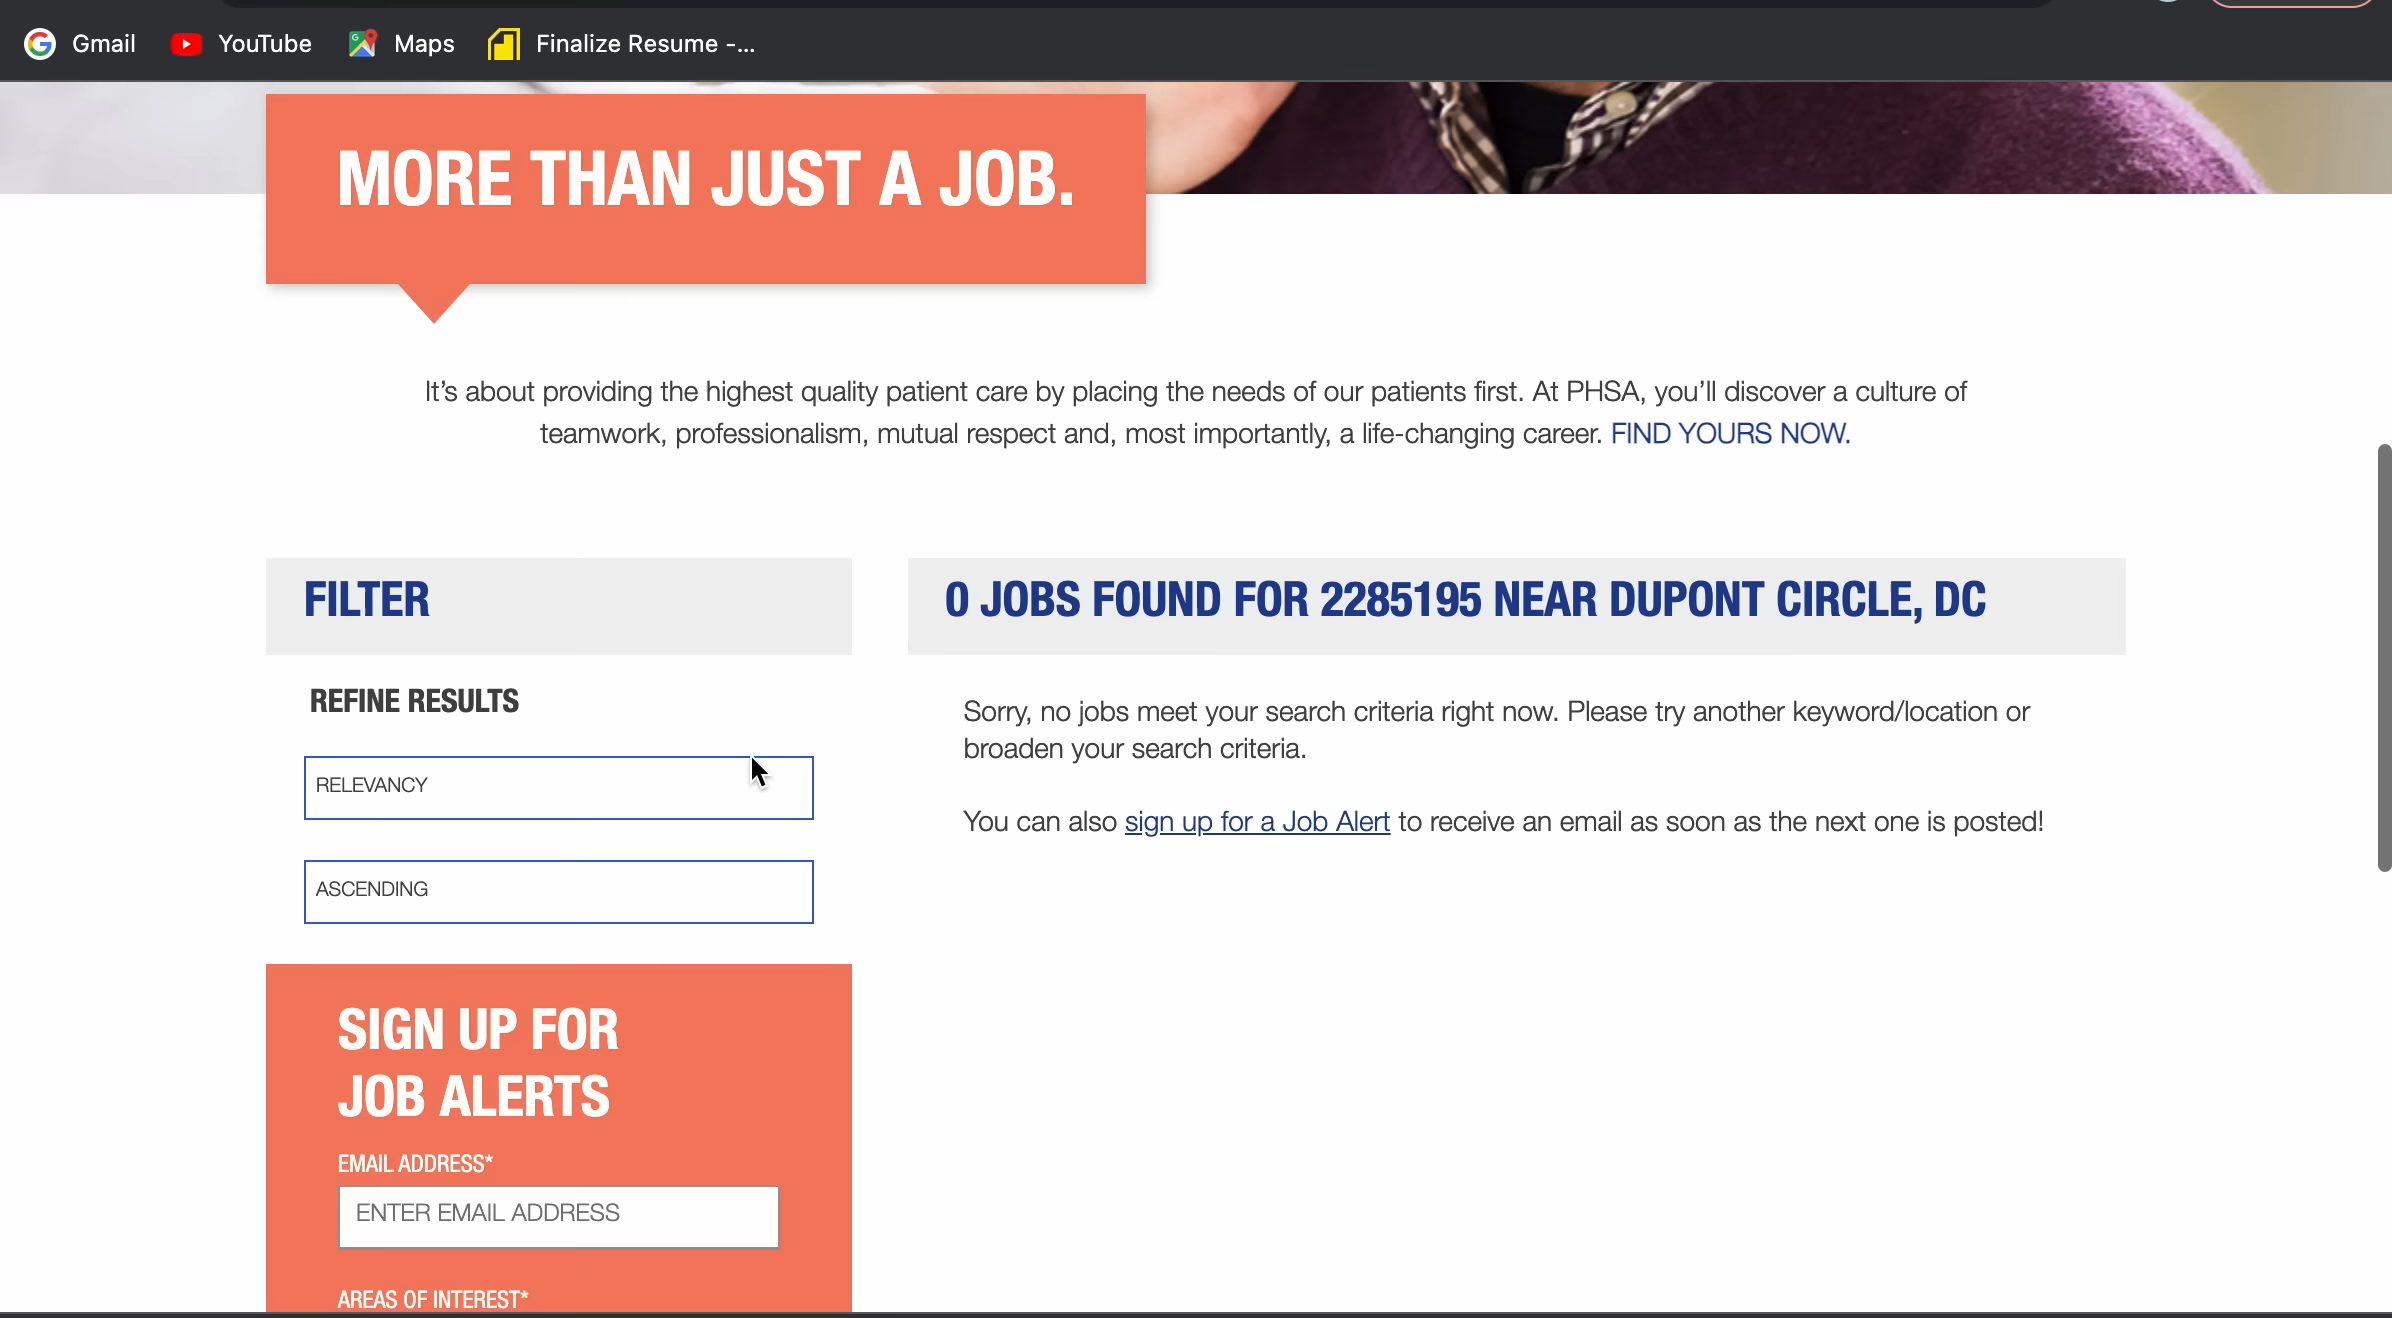 Gmail YouTube Maps Finalize Resume -...
MORE THAN JUST A JOB.
It’s about providing the highest quality patient care by placing the needs of our patients first. At PHSA, you’ll discover a culture of
teamwork, professionalism, mutual respect and, most importantly, a life-changing career. FIND YOURS NOW.
FILTER
REFINE RESULTS
RELEVANCY
ASCENDING
0 JOBS FOUND FOR 2285195 NEAR DUPONT CIRCLE, DC
Sorry, no jobs meet your search criteria right now. Please try another keyword/location or
broaden your search criteria.
You can also sign up for a Job Alert to receive an email as soon as the next one is posted!
SIGN UP FOR
JOB ALERTS
EMAIL ADDRESS*
ENTER EMAIL ADDRESS
AREAS OF INTEREST*